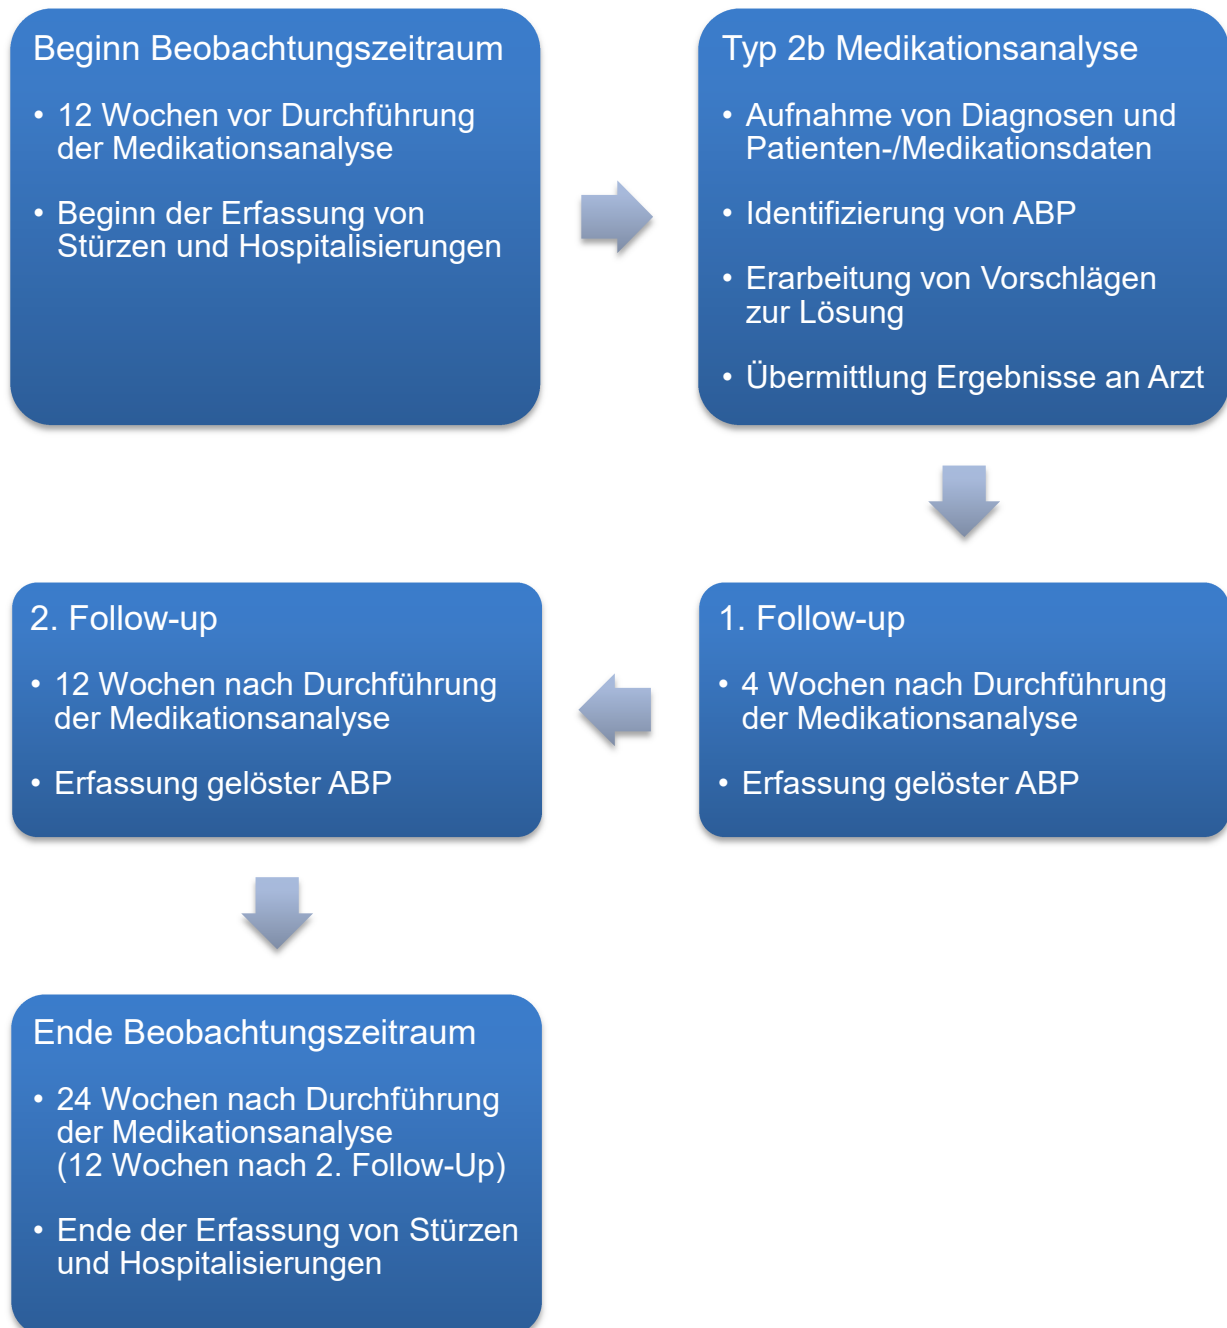 Beginn Beobachtungszeitraum
• 12 Wochen vor Durchführung
der Medikationsanalyse
• Beginn der Erfassung von
Stürzen und Hospitalisierungen
Typ 2b Medikationsanalyse
• Aufnahme von Diagnosen und
Patienten-/Medikationsdaten
• Identifizierung von ABP
• Erarbeitung von Vorschlägen
zur Lösung
• Übermittlung Ergebnisse an Arzt
1. Follow-up
• 4 Wochen nach Durchführung
der Medikationsanalyse
• Erfassung gelöster ABP
2. Follow-up
• 12 Wochen nach Durchführung
der Medikationsanalyse
• Erfassung gelöster ABP
Ende Beobachtungszeitraum
• 24 Wochen nach Durchführung
der Medikationsanalyse
(12 Wochen nach 2. Follow-Up)
• Ende der Erfassung von Stürzen
und Hospitalisierungen